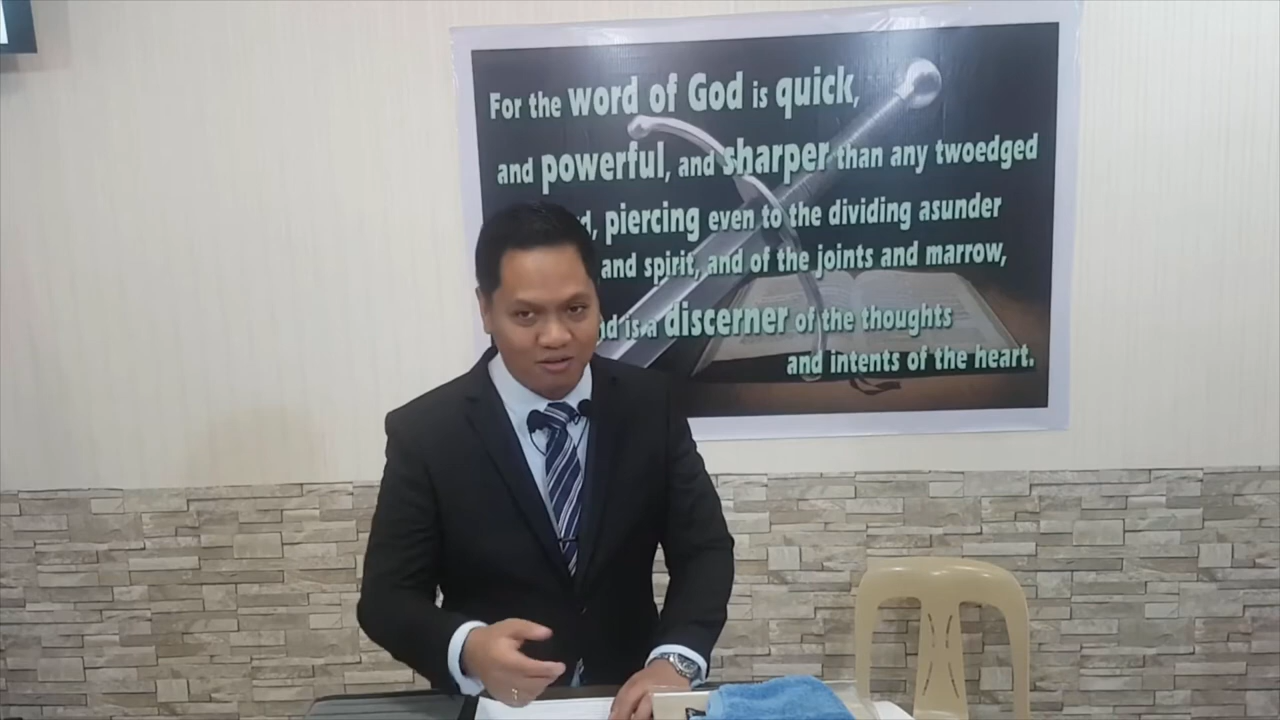 For the word of God is quick,
and powerful, and sharper than any twoedged
piercing even to the dividing asunder
and spirit, and of the joints and marrow,
is a discerner of the thoughts
and intents of the heart.